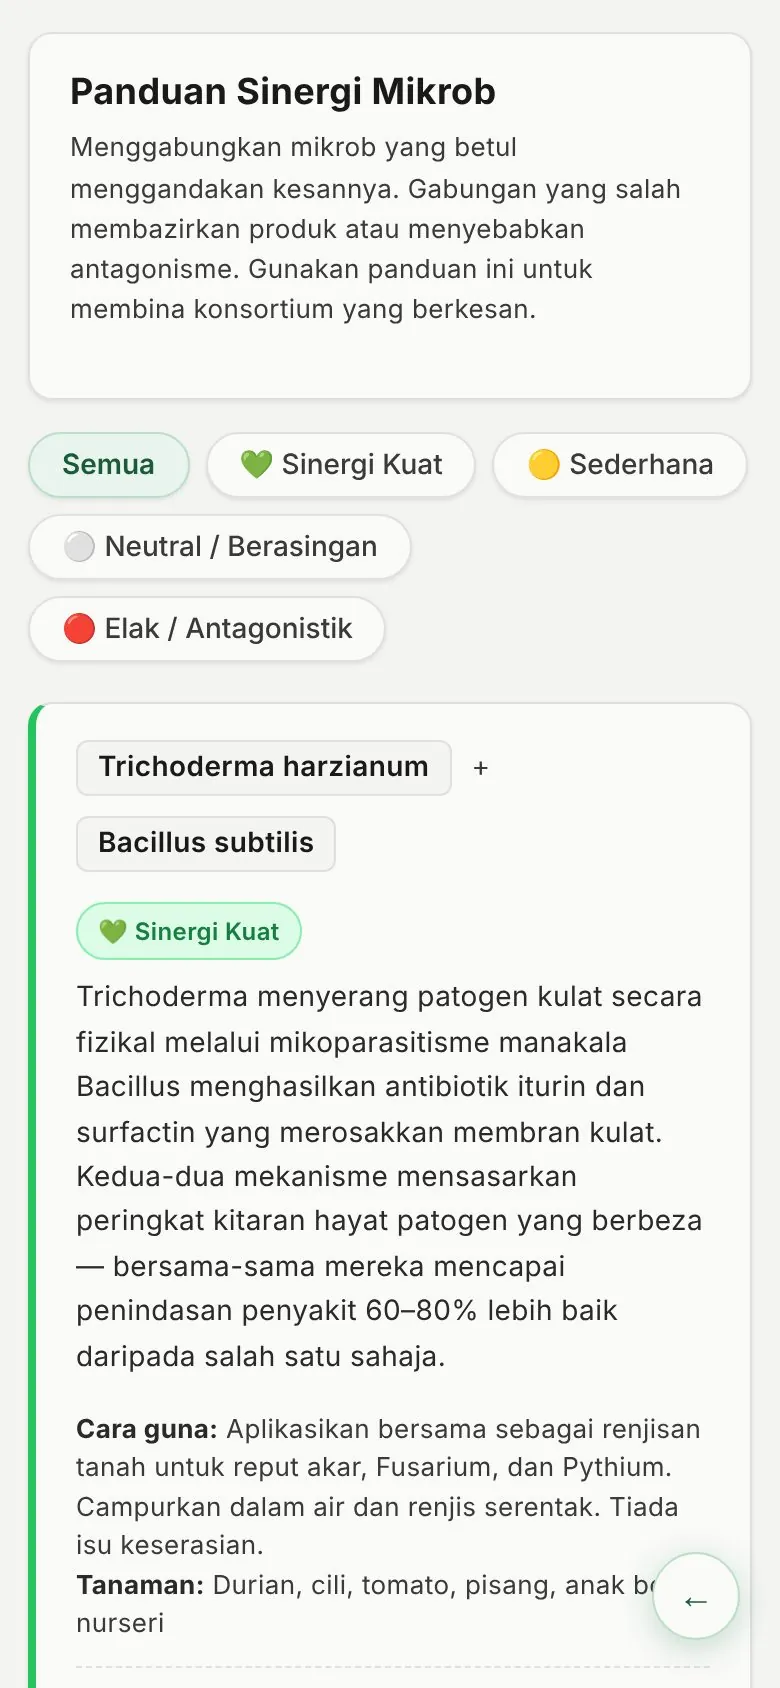 Panduan Sinergi Mikrob
Menggabungkan mikrob yang betul
menggandakan kesannya. Gabungan yang salah
membazirkan produk atau menyebabkan
antagonisme. Gunakan panduan ini untuk
membina konsortium yang berkesan.
Semua
💚 Sinergi Kuat
🟡 Sederhana
⚪ Neutral / Berasingan
🔴 Elak / Antagonistik
Trichoderma harzianum +
Bacillus subtilis
💚 Sinergi Kuat
Trichoderma menyerang patogen kulat secara
fizikal melalui mikoparasitisme manakala
Bacillus menghasilkan antibiotik iturin dan
surfactin yang merosakkan membran kulat.
Kedua-dua mekanisme mensasarkan
peringkat kitaran hayat patogen yang berbeza
— bersama-sama mereka mencapai
penindasan penyakit 60–80% lebih baik
daripada salah satu sahaja.
Cara guna: Aplikasikan bersama sebagai renjisan
tanah untuk reput akar, Fusarium, dan Pythium.
Campurkan dalam air dan renjis serentak. Tiada
isu keserasian.
Tanaman: Durian, cili, tomato, pisang, anak
nurseri
←